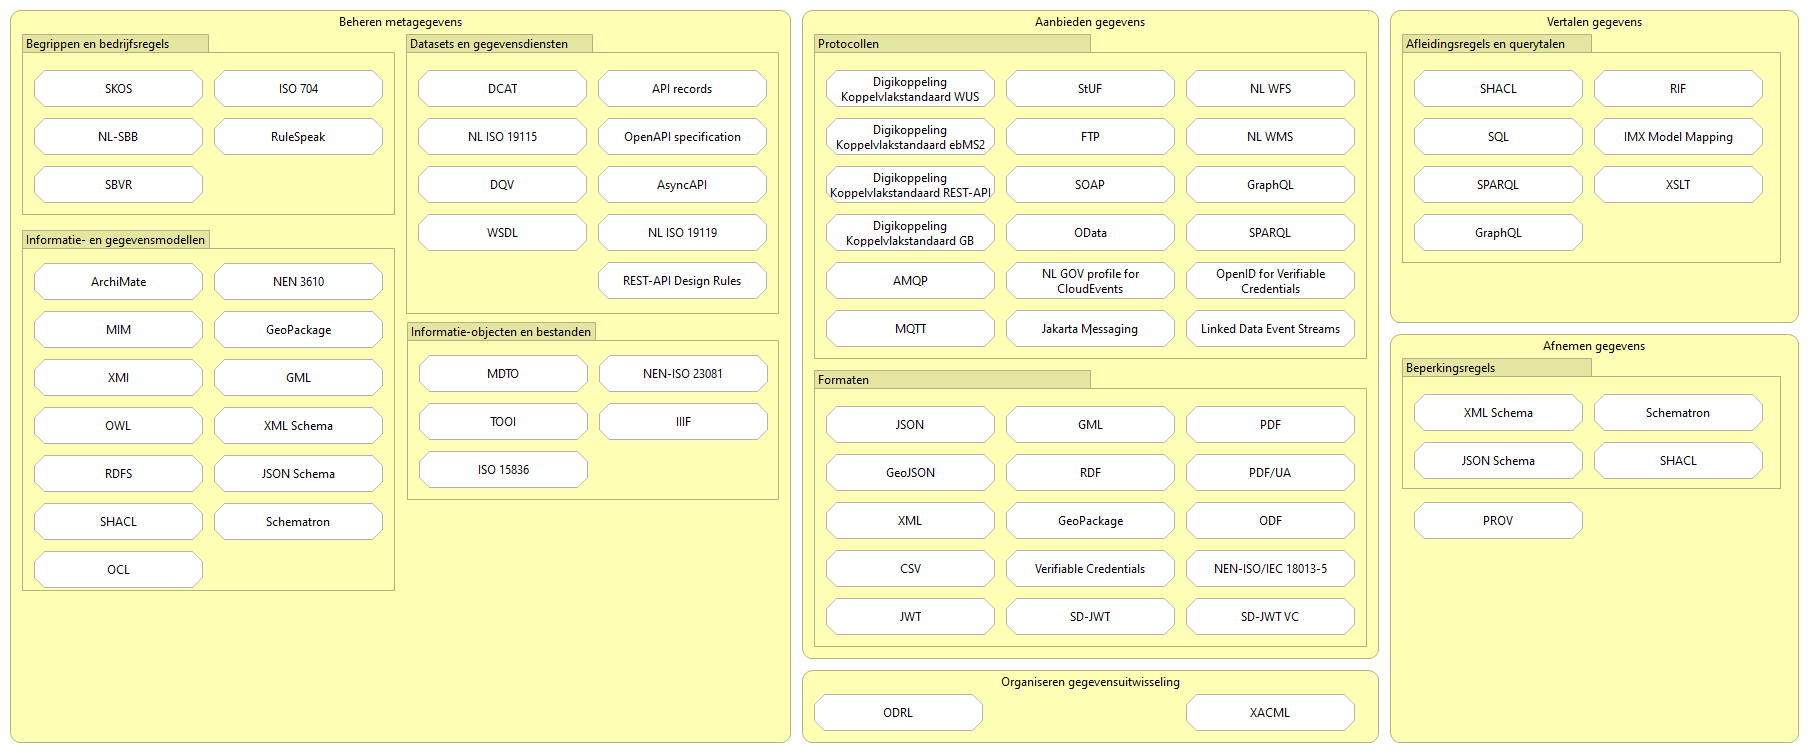 Beheren metagegevens
Begrippen en bedrijfsregels
SKOS
ISO 704
NL-SBB
RuleSpeak
SBVR
Informatie- en gegevensmodellen
ArchiMate
NEN 3610
MIM
GeoPackage
XMI
GML
OWL
XML Schema
RDFS
JSON Schema
SHACL
Schematron
OCL
Datasets en gegevensdiensten
DCAT
API records
NL ISO 19115
OpenAPI specification
DQV
AsyncAPI
WSDL
NL ISO 19119
REST-API Design Rules
Informatie-objecten en bestanden
MDTO
NEN-ISO 23081
TOOI
IIIF
ISO 15836
Aanbieden gegevens
Protocollen
Digikoppeling
Koppelvlakstandaard WUS
StUF
NL WFS
Digikoppeling
Koppelvlakstandaard ebMS2
FTP
NL WMS
Digikoppeling
Koppelvlakstandaard REST-API
SOAP
GraphQL
Digikoppeling
Koppelvlakstandaard GB
OData
SPARQL
AMQP
NL GOV profile for
CloudEvents
OpenID for Verifiable
Credentials
MQTT
Jakarta Messaging
Linked Data Event Streams
Formaten
JSON
GML
PDF
GeoJSON
RDF
PDF/UA
XML
GeoPackage
ODF
CSV
Verifiable Credentials
NEN-ISO/IEC 18013-5
JWT
SD-JWT
SD-JWT VC
Organiseren gegevensuitwisseling
ODRL
XACML
Vertalen gegevens
Afleidingsregels en querytalen
SHACL
RIF
SQL
IMX Model Mapping
SPARQL
XSLT
GraphQL
Afnemen gegevens
Beperkingsregels
XML Schema
Schematron
JSON Schema
SHACL
PROV